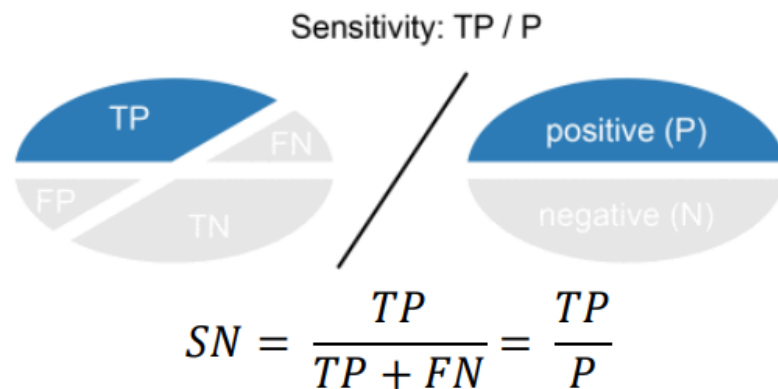 Sensitivity: TP / P
TP
FN
FP
TN
positive (P)
negative (N)
SN = TP / (TP + FN) = TP / P